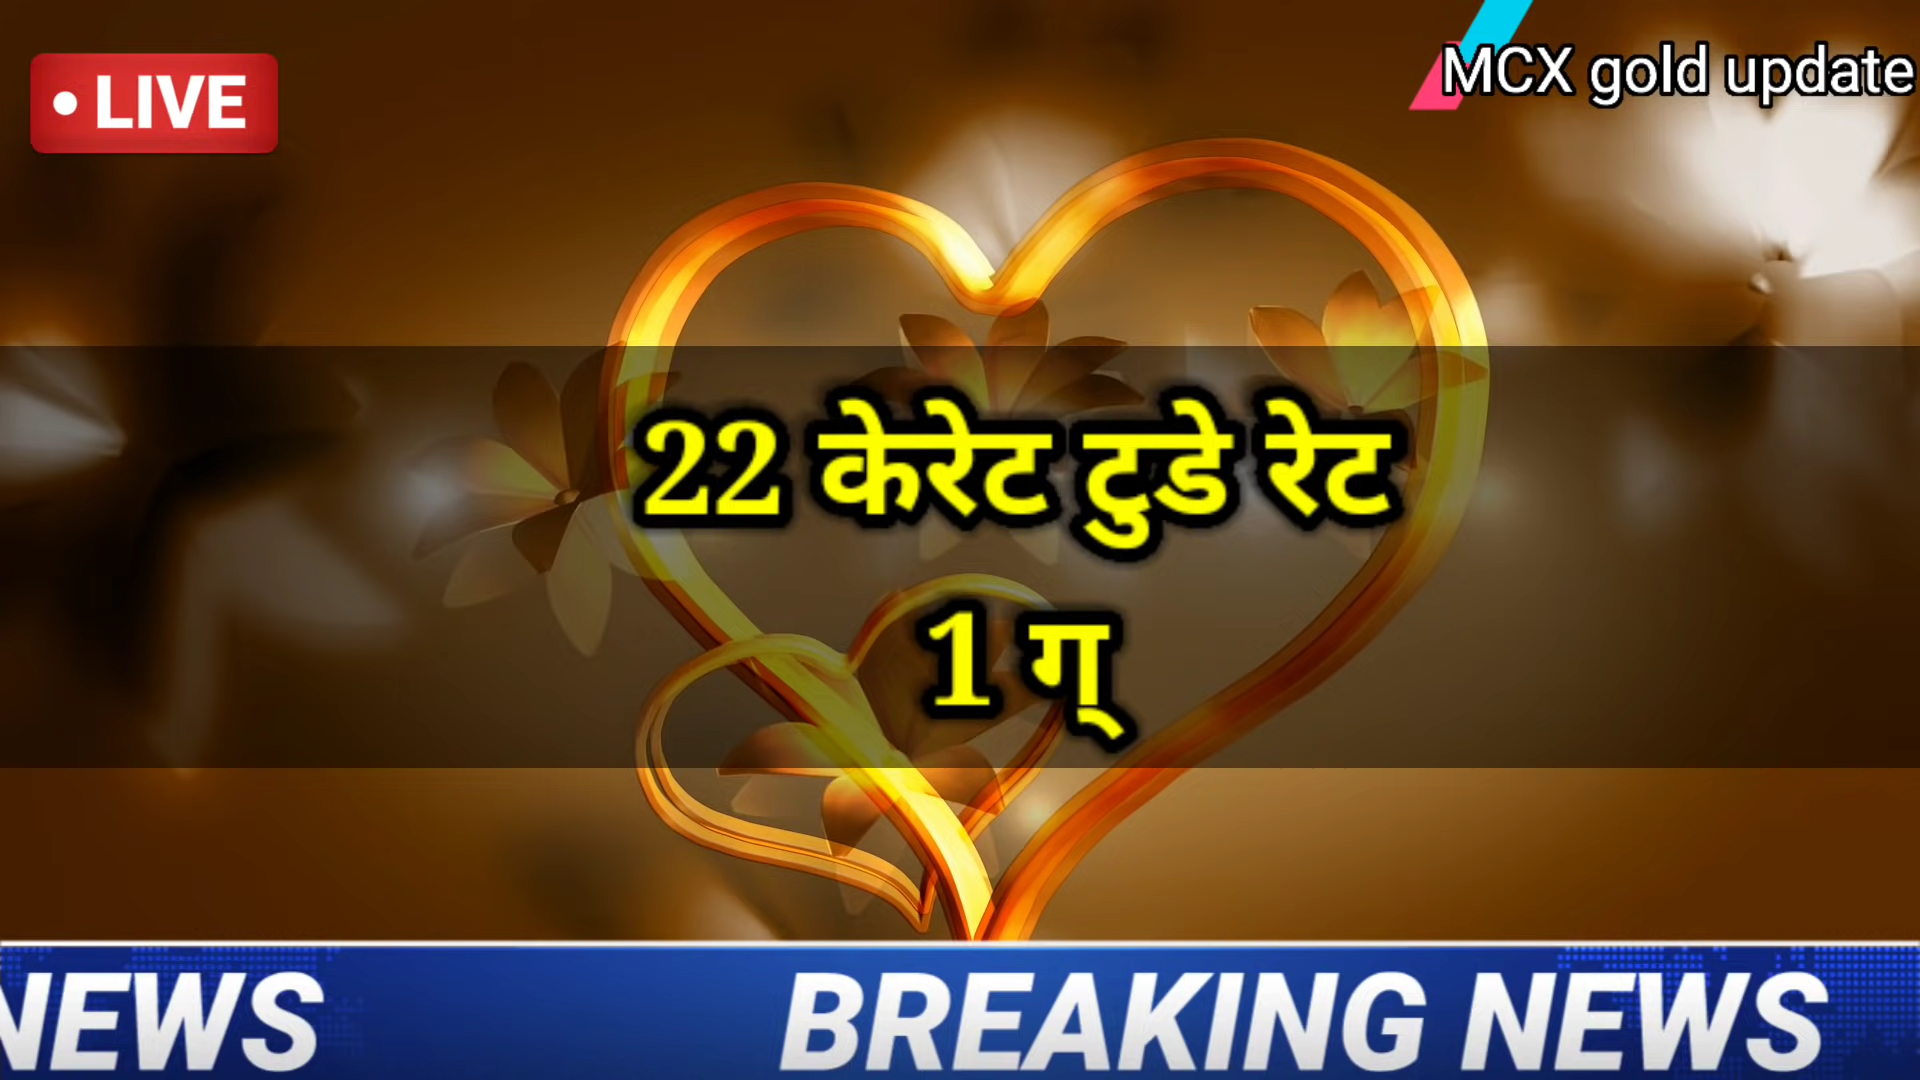 LIVE
MCX gold update
22 केरेट टुडे रेट
1 ग्
NEWS
BREAKING NEWS